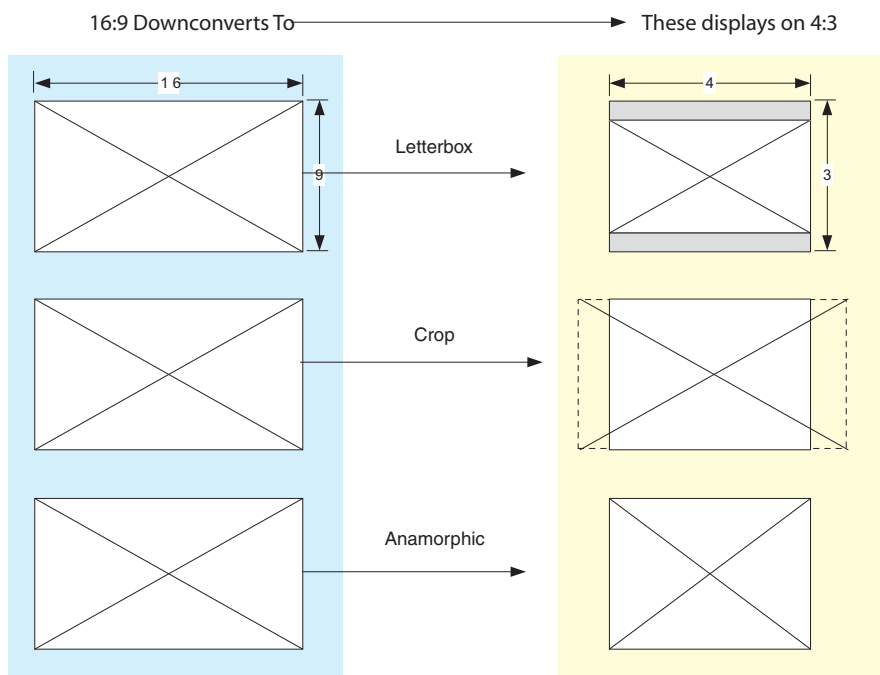 16:9 Downconverts To
These displays on 4:3
1 6
9
Letterbox
4
3
Crop
Anamorphic